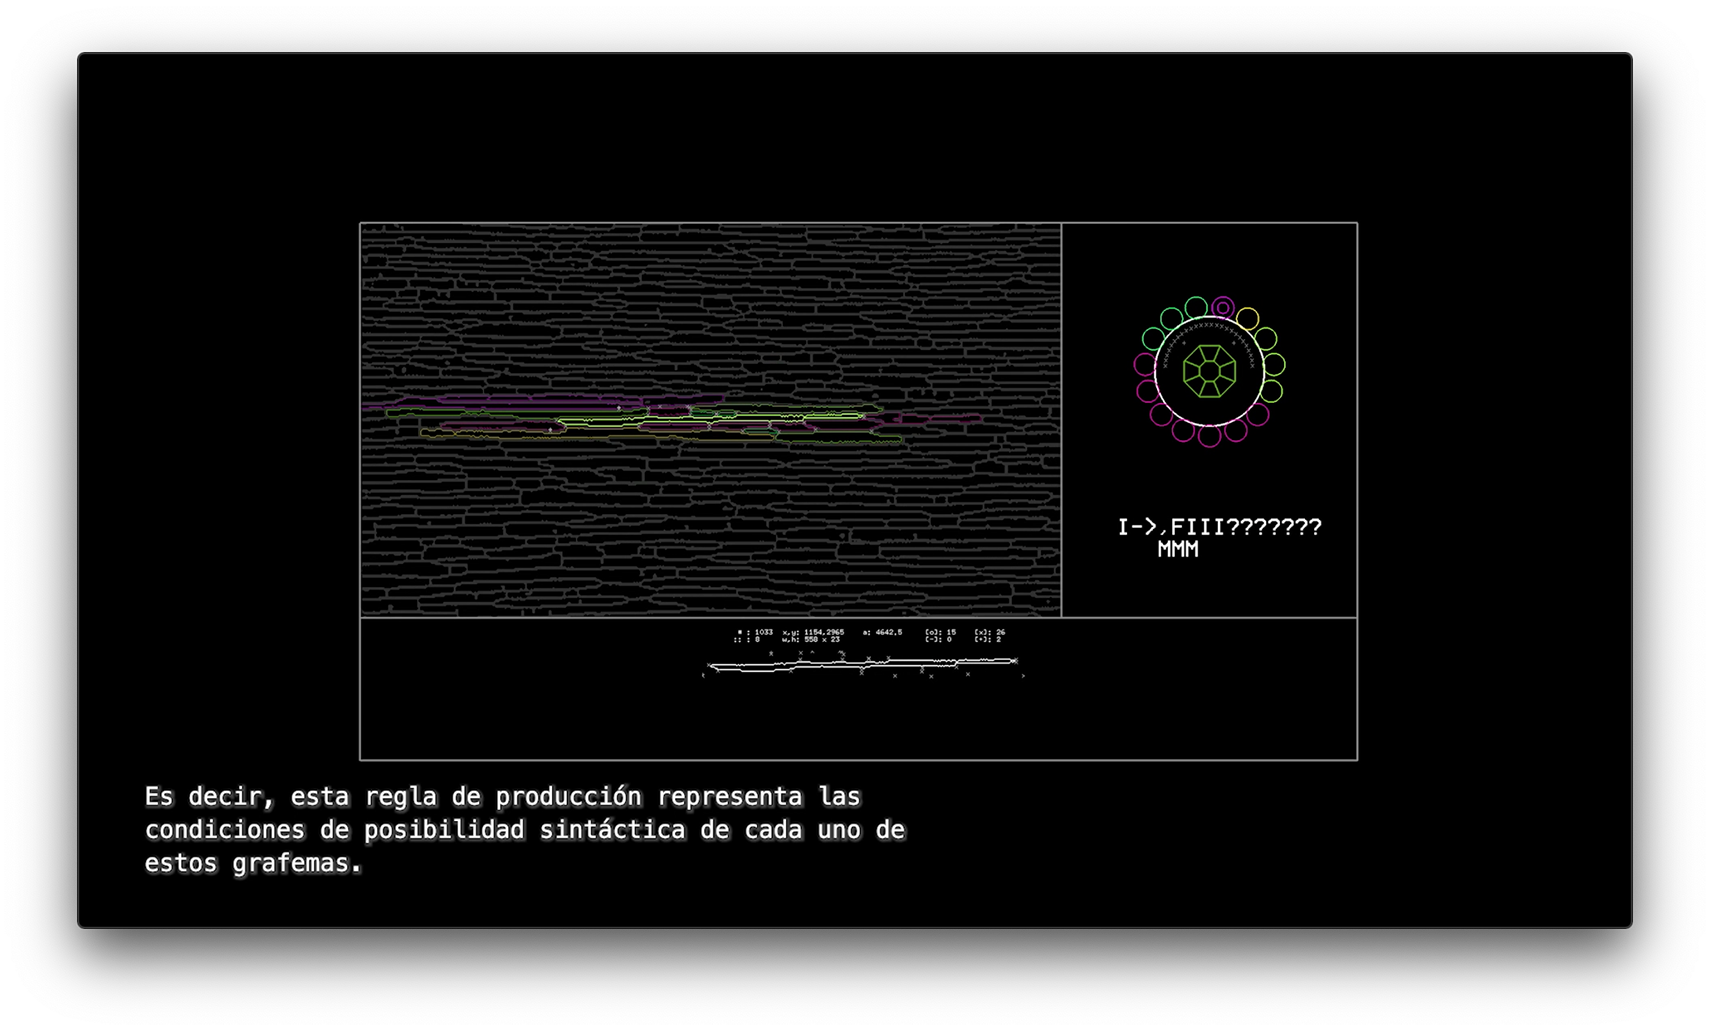 I->,FIII???????
MMM
# : 1033 x,y: 1154,2965 a: 4642,5 [o]: 15 [x]: 26
:: : 8 w,h: 558 x 23 [-]: 0 [+]: 2
Es decir, esta regla de producción representa las
condiciones de posibilidad sintáctica de cada uno de
estos grafemas.